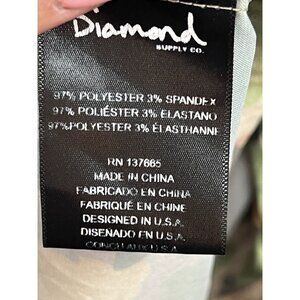 Diamond
SUPPLY CO.
97% POLYESTER 3% SPANDEX
97% POLIÉSTER 3% ELASTANO
97%POLYESTER 3% ÉLASTHANNE
RN 137665
MADE IN CHINA
FABRICADO EN CHINA
FABRIQUÉ EN CHINE
DESIGNED IN U.S.A.
DISENADO EN U.S.A.